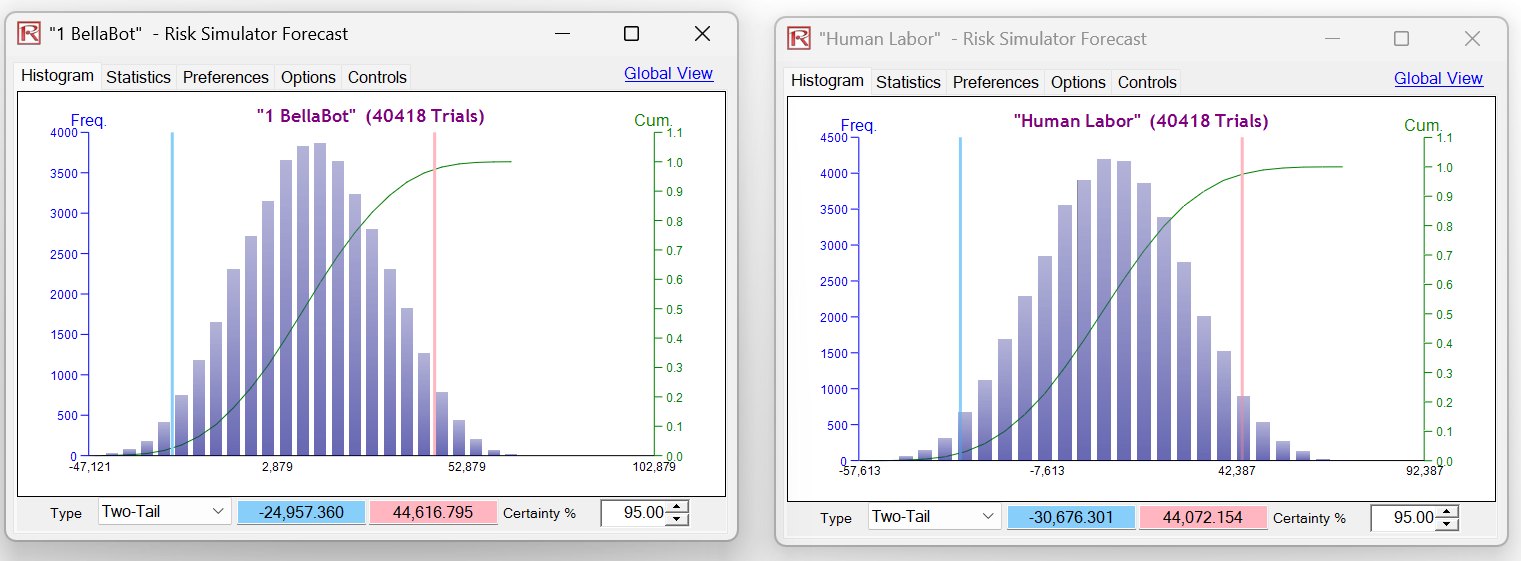 "1 BellaBot" - Risk Simulator Forecast
Histogram Statistics Preferences Options Controls Global View
"1 BellaBot" (40418 Trials)
Freq. Cum.
4000 1.1
3500 1.0
3000 0.9
2500 0.8
2000 0.7
1500 0.6
1000 0.5
500 0.4
0 0.3
0.2
0.1
0.0
-47,121 2,879 52,879 102,879
Type Two-Tail -24,957.360 44,616.795 Certainty % 95.00
"Human Labor" - Risk Simulator Forecast
Histogram Statistics Preferences Options Controls Global View
"Human Labor" (40418 Trials)
Freq. Cum.
4500 1.1
4000 1.0
3500 0.9
3000 0.8
2500 0.7
2000 0.6
1500 0.5
1000 0.4
500 0.3
0 0.2
0.1
0.0
-57,613 -7,613 42,387 92,387
Type Two-Tail -30,676.301 44,072.154 Certainty % 95.00